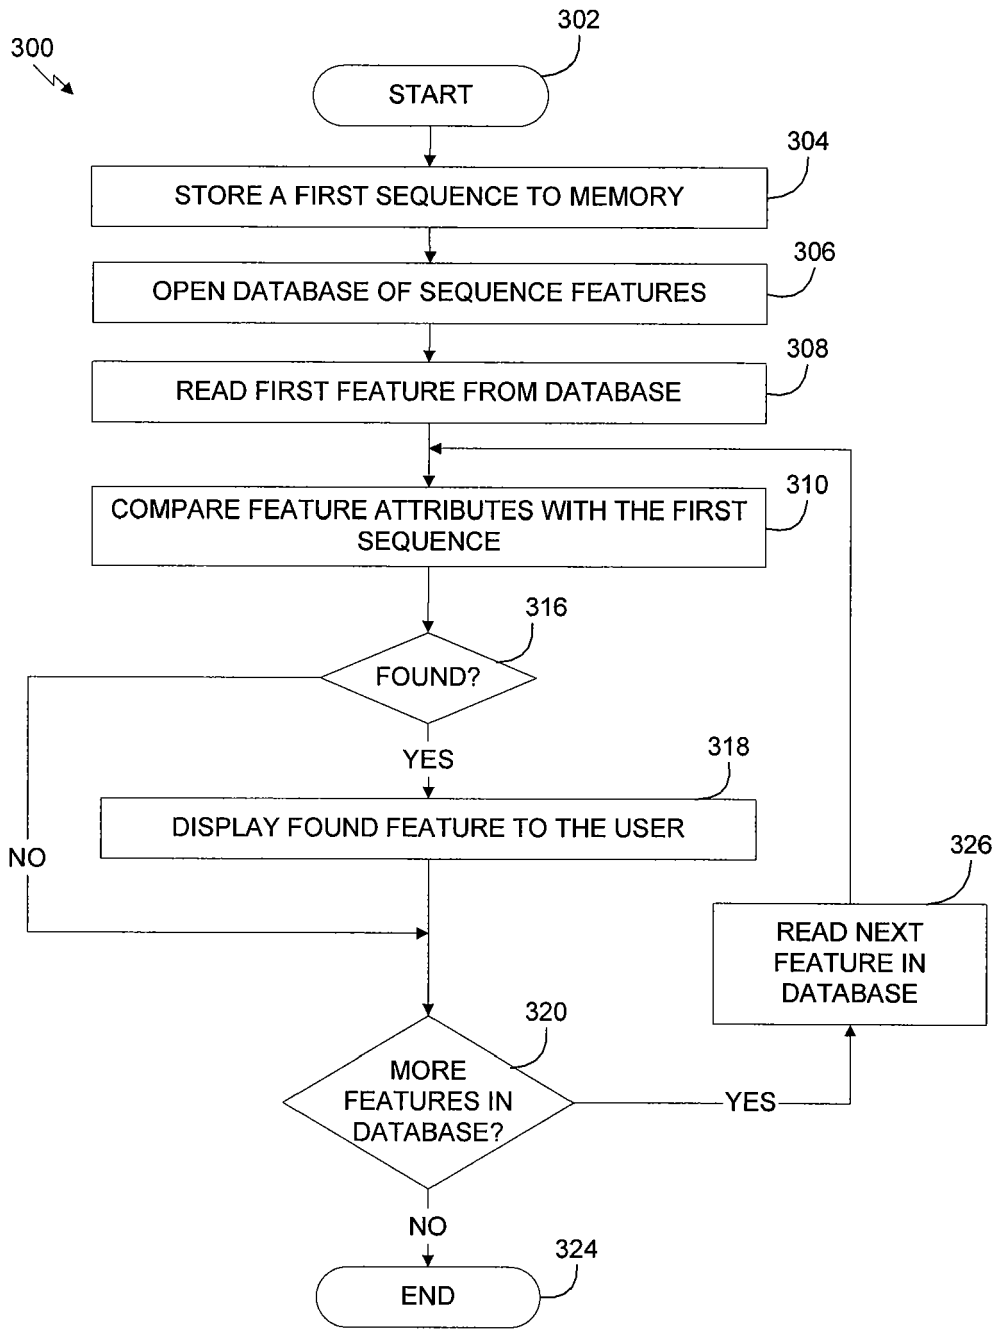 302
300
START
304
STORE A FIRST SEQUENCE TO MEMORY
306
OPEN DATABASE OF SEQUENCE FEATURES
308
READ FIRST FEATURE FROM DATABASE
310
COMPARE FEATURE ATTRIBUTES WITH THE FIRST
SEQUENCE
316
FOUND?
YES
318
DISPLAY FOUND FEATURE TO THE USER
NO
326
READ NEXT
FEATURE IN
DATABASE
320
MORE
FEATURES IN
DATABASE?
YES
NO
324
END